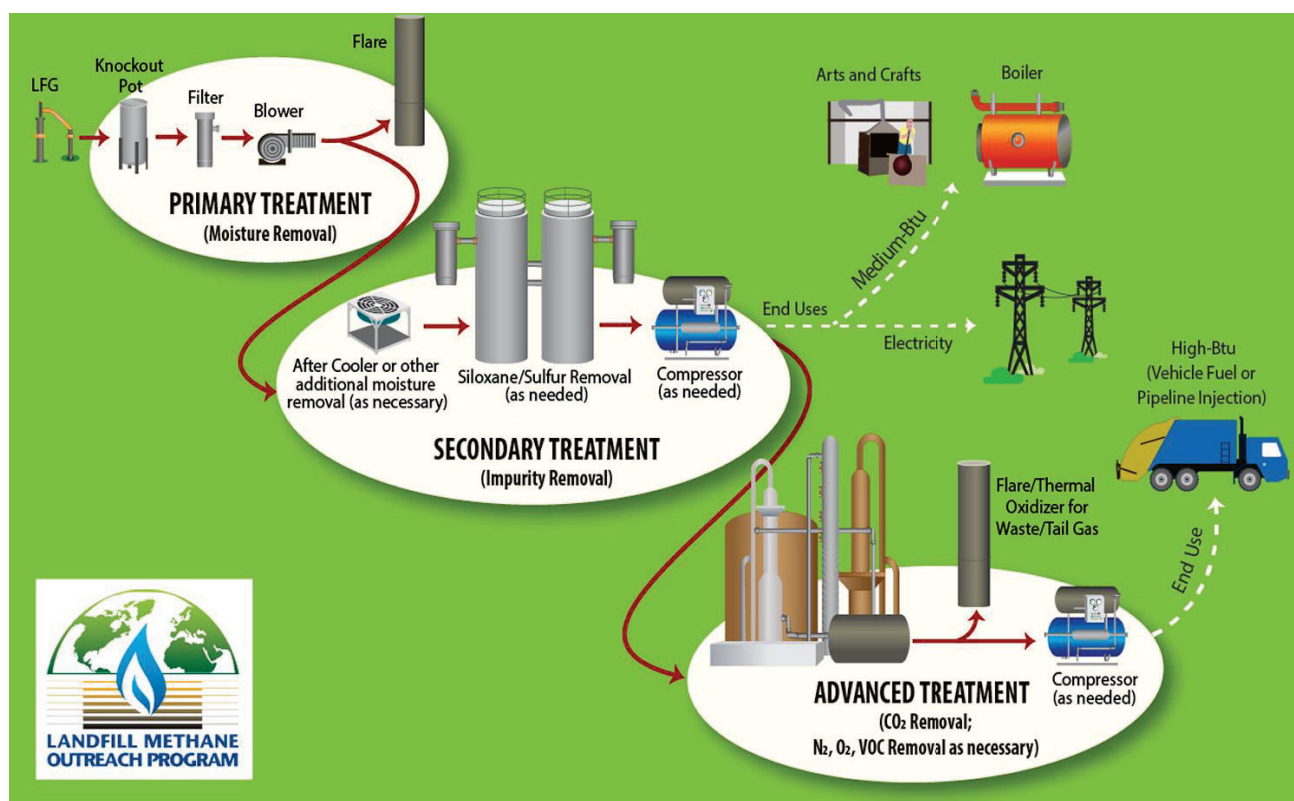 LFG
Knockout
Pot
Filter
Blower
Flare
PRIMARY TREATMENT
(Moisture Removal)
After Cooler or other
additional moisture
removal (as necessary)
Siloxane/Sulfur Removal
(as needed)
Compressor
(as needed)
SECONDARY TREATMENT
(Impurity Removal)
End Uses
Medium-Btu
Arts and Crafts
Boiler
Electricity
High-Btu
(Vehicle Fuel or
Pipeline Injection)
Flare/Thermal
Oxidizer for
Waste/Tail Gas
End Use
Compressor
(as needed)
ADVANCED TREATMENT
(CO₂ Removal;
N₂, O₂, VOC Removal as necessary)
LANDFILL METHANE
OUTREACH PROGRAM